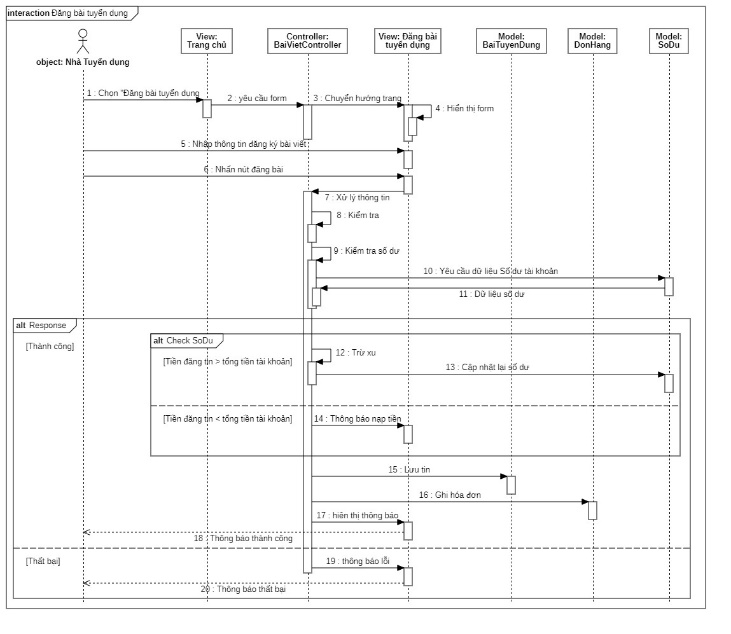 interaction Đăng bài tuyển dụng
object: Nhà Tuyển dụng
View:
Trang chủ
Controller:
BaiVietController
View: Đăng bài
tuyển dụng
Model:
BaiTuyenDung
Model:
DonHang
Model:
SoDu
1 : Chọn "Đăng bài tuyển dụng
2 : yêu cầu form
3 : Chuyển hướng trang
4 : Hiển thị form
5 : Nhập thông tin đăng ký bài viết
6 : Nhấn nút đăng bài
7 : Xử lý thông tin
8 : Kiểm tra
9 : Kiểm tra số dư
10 : Yêu cầu dữ liệu Số dư tài khoản
11 : Dữ liệu số dư
alt Response
[Thành công]
alt Check SoDu
12 : Trừ xu
[Tiền đăng tin > tổng tiền tài khoản]
13 : Cập nhật lại số dư
[Tiền đăng tin < tổng tiền tài khoản]
14 : Thông báo nạp tiền
15 : Lưu tin
16 : Ghi hóa đơn
17 : hiển thị thông báo
18 : Thông báo thành công
[Thất bại]
19 : thông báo lỗi
20 : Thông báo thất bại